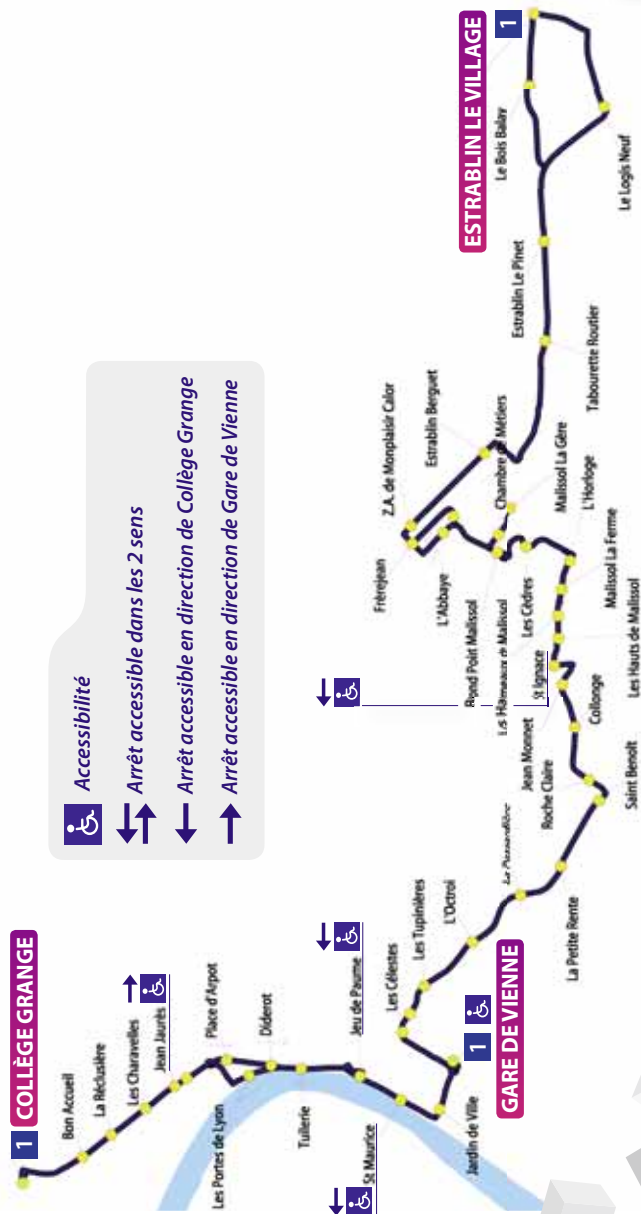 1 COLLÈGE GRANGE
Bon Accueil
La Réclusière
Les Charavelles
Jean Jaurès
Place d'Arpot
Les Portes de Lyon
Diderot
Tuilerie
Jeu de Paume
St Maurice
Jardin de Ville
1
GARE DE VIENNE
Les Célestes
Les Tupinières
L'Octroi
La Petite Rente
Saint Benoît
Roche Claire
Jean Monnet
Collonge
St Ignace
Les Hauts de Malissol
Malissol La Ferme
L'Horloge
Les Cèdres
Rond Point Malissol
Malissol La Gère
Chambre de Métiers
L'Abbaye
Frérejean
Z.A. de Monplaisir Calor
Estrablin Berguet
Tabourette Routier
Estrablin Le Pinet
Le Bois Balay
Le Logis Neuf
ESTRABLIN LE VILLAGE
1
Accessibilité
Arrêt accessible dans les 2 sens
Arrêt accessible en direction de Collège Grange
Arrêt accessible en direction de Gare de Vienne